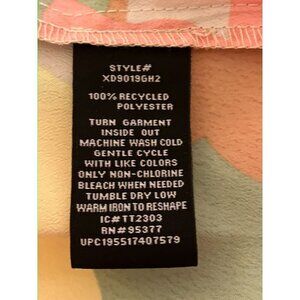 STYLE#
XD9019GH2
100% RECYCLED
POLYESTER
TURN GARMENT
INSIDE OUT
MACHINE WASH COLD
GENTLE CYCLE
WITH LIKE COLORS
ONLY NON-CHLORINE
BLEACH WHEN NEEDED
TUMBLE DRY LOW
WARM IRON TO RESHAPE
IC#TT2303
RN#95377
UPC195517407579